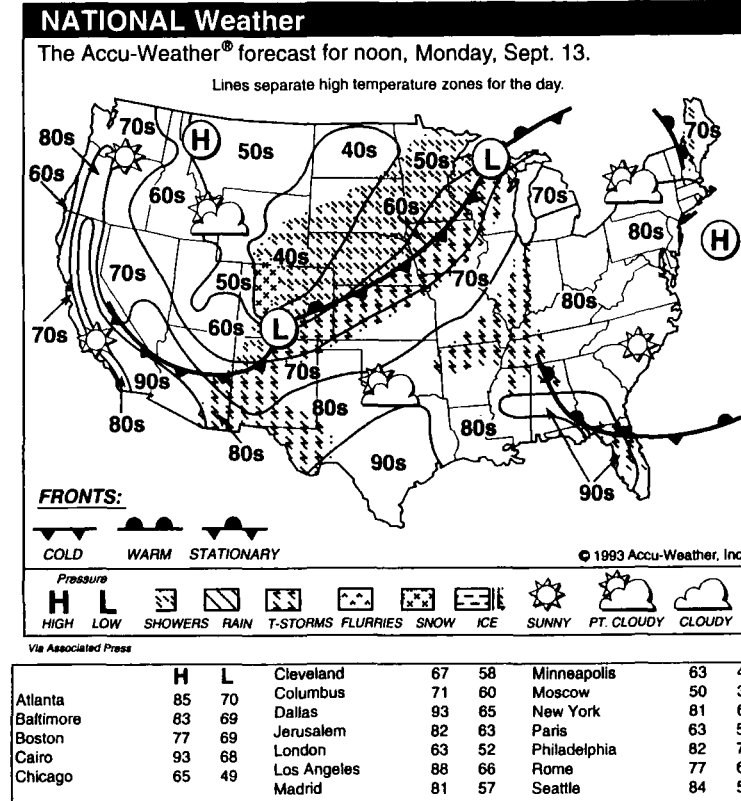 NATIONAL Weather
The Accu-Weather® forecast for noon, Monday, Sept. 13.
Lines separate high temperature zones for the day.
70s
80s
H
50s
40s
50s
L
70s
60s
60s
60s
70s
80s
H
40s
70s
50s
70s
80s
60s
L
70s
70s
90s
80s
80s
80s
80s
90s
90s
FRONTS:
COLD WARM STATIONARY
© 1993 Accu-Weather, Inc
Pressure
H L
HIGH LOW SHOWERS RAIN T-STORMS FLURRIES SNOW ICE SUNNY PT. CLOUDY CLOUDY
Via Associated Press
H L
Atlanta 85 70
Baltimore 83 69
Boston 77 69
Cairo 93 68
Chicago 65 49
Cleveland 67 58
Columbus 71 60
Dallas 93 65
Jerusalem 82 63
London 63 52
Los Angeles 88 66
Madrid 81 57
Minneapolis 63
Moscow 50
New York 81
Paris 63
Philadelphia 82
Rome 77
Seattle 84